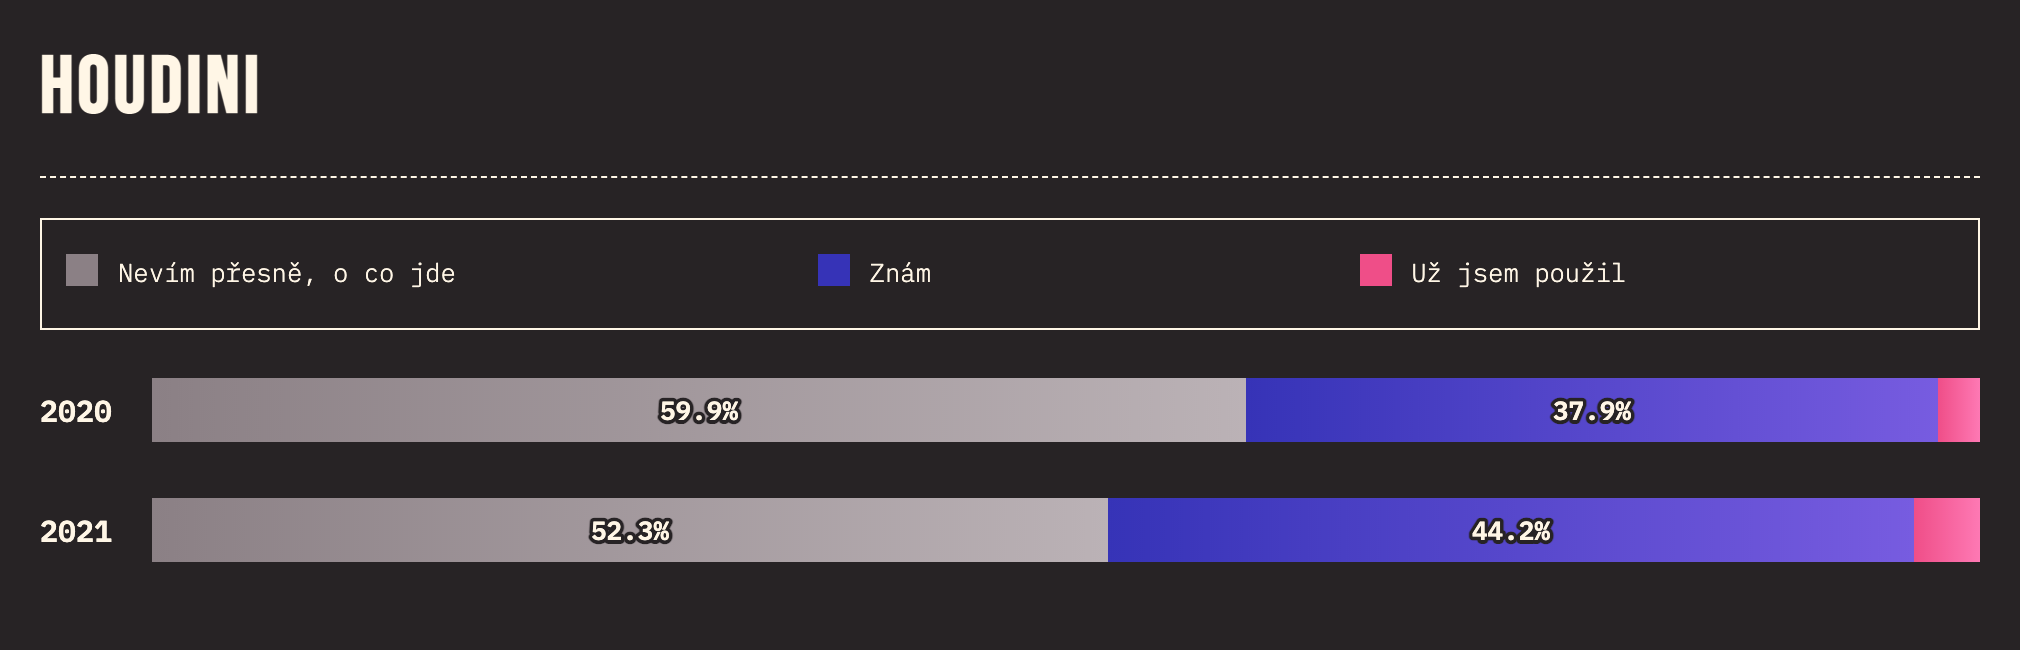 HOUDINI
Nevím přesně, o co jde
Znám
Už jsem použil
2020 59.9% 37.9%
2021 52.3% 44.2%